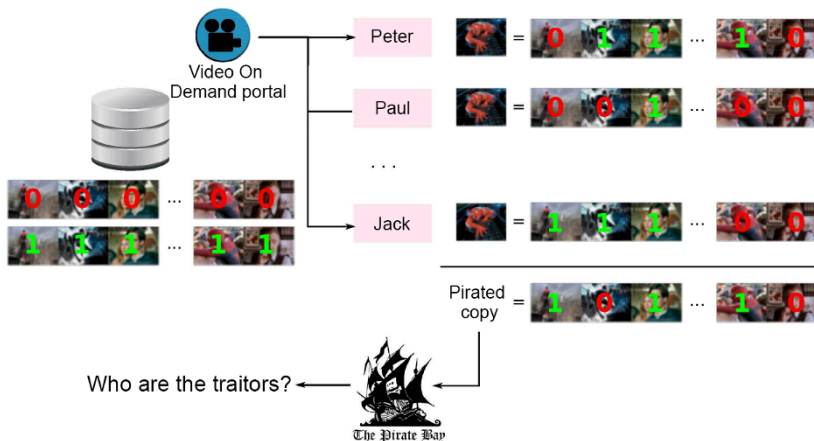 Peter = 0 1 1 ... 1 0
Video On
Demand portal
Paul = 0 0 1 ... 0 0
. . .
0 0 0 ... 0 0
1 1 1 ... 1 1
Jack = 1 1 1 ... 0 0
Pirated
copy = 1 0 1 ... 1 0
Who are the traitors?
The Pirate Bay